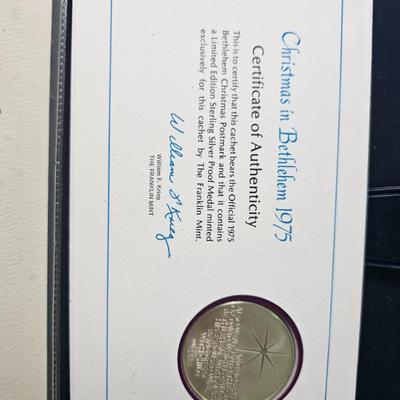 Christmas in Bethlehem 1975
Certificate of Authenticity
This is to certify that this cachet bears the Official 1975
Bethlehem Christmas Postmark and that it contains
a Limited Edition Sterling Silver Proof Medal minted
exclusively for this cachet by The Franklin Mint.
William F. Krieg
William F. Krieg
THE FRANKLIN MINT